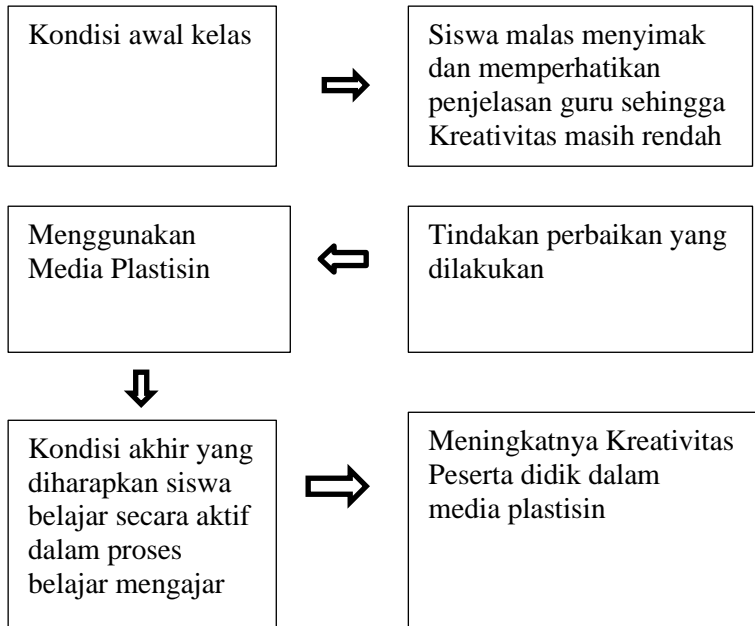 Kondisi awal kelas
Siswa malas menyimak
dan memperhatikan
penjelasan guru sehingga
Kreativitas masih rendah
Menggunakan
Media Plastisin
Tindakan perbaikan yang
dilakukan
Kondisi akhir yang
diharapkan siswa
belajar secara aktif
dalam proses
belajar mengajar
Meningkatnya Kreativitas
Peserta didik dalam
media plastisin